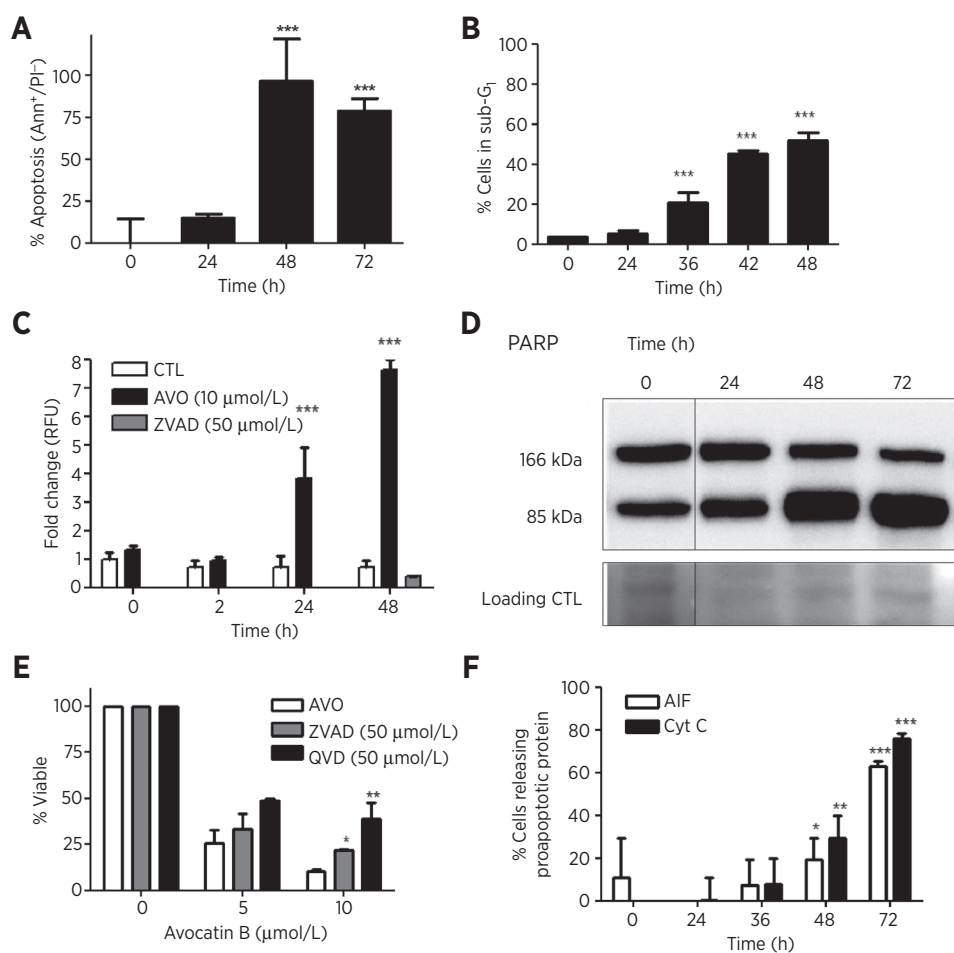 A
% Apoptosis (Ann⁺/PI⁻)
100
75
50
25
0
***
***
0 24 48 72
Time (h)
B
% Cells in sub-G₁
100
80
60
40
20
0
***
***
***
0 24 36 42 48
Time (h)
C
Fold change (RFU)
8
7
6
5
4
3
2
1
0
CTL
AVO (10 μmol/L)
ZVAD (50 μmol/L)
***
***
0 2 24 48
Time (h)
D
PARP Time (h)
0 24 48 72
166 kDa
85 kDa
Loading CTL
E
% Viable
100
75
50
25
0
AVO
ZVAD (50 μmol/L)
QVD (50 μmol/L)
*
**
0 5 10
Avocatin B (μmol/L)
F
% Cells releasing
proapoptotic protein
100
80
60
40
20
0
AIF
Cyt C
*
**
***
***
0 24 36 48 72
Time (h)